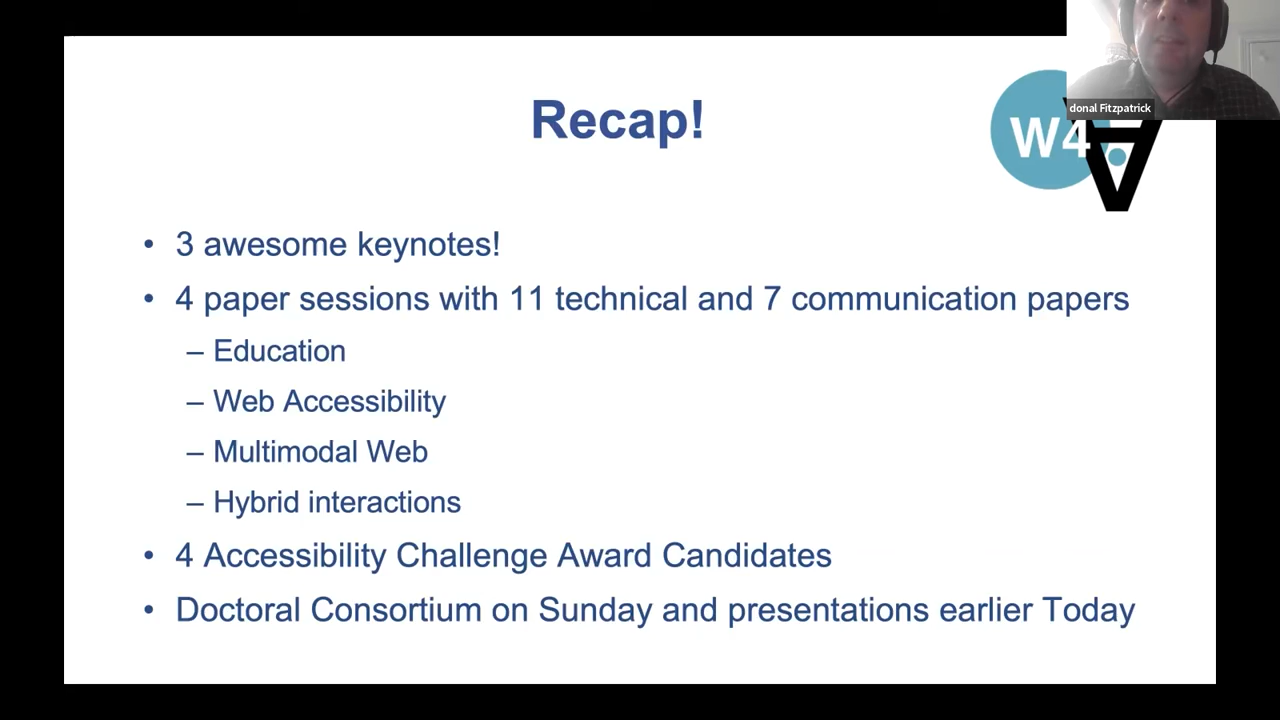 Recap!
donal Fitzpatrick
W4
• 3 awesome keynotes!
• 4 paper sessions with 11 technical and 7 communication papers
– Education
– Web Accessibility
– Multimodal Web
– Hybrid interactions
• 4 Accessibility Challenge Award Candidates
• Doctoral Consortium on Sunday and presentations earlier Today